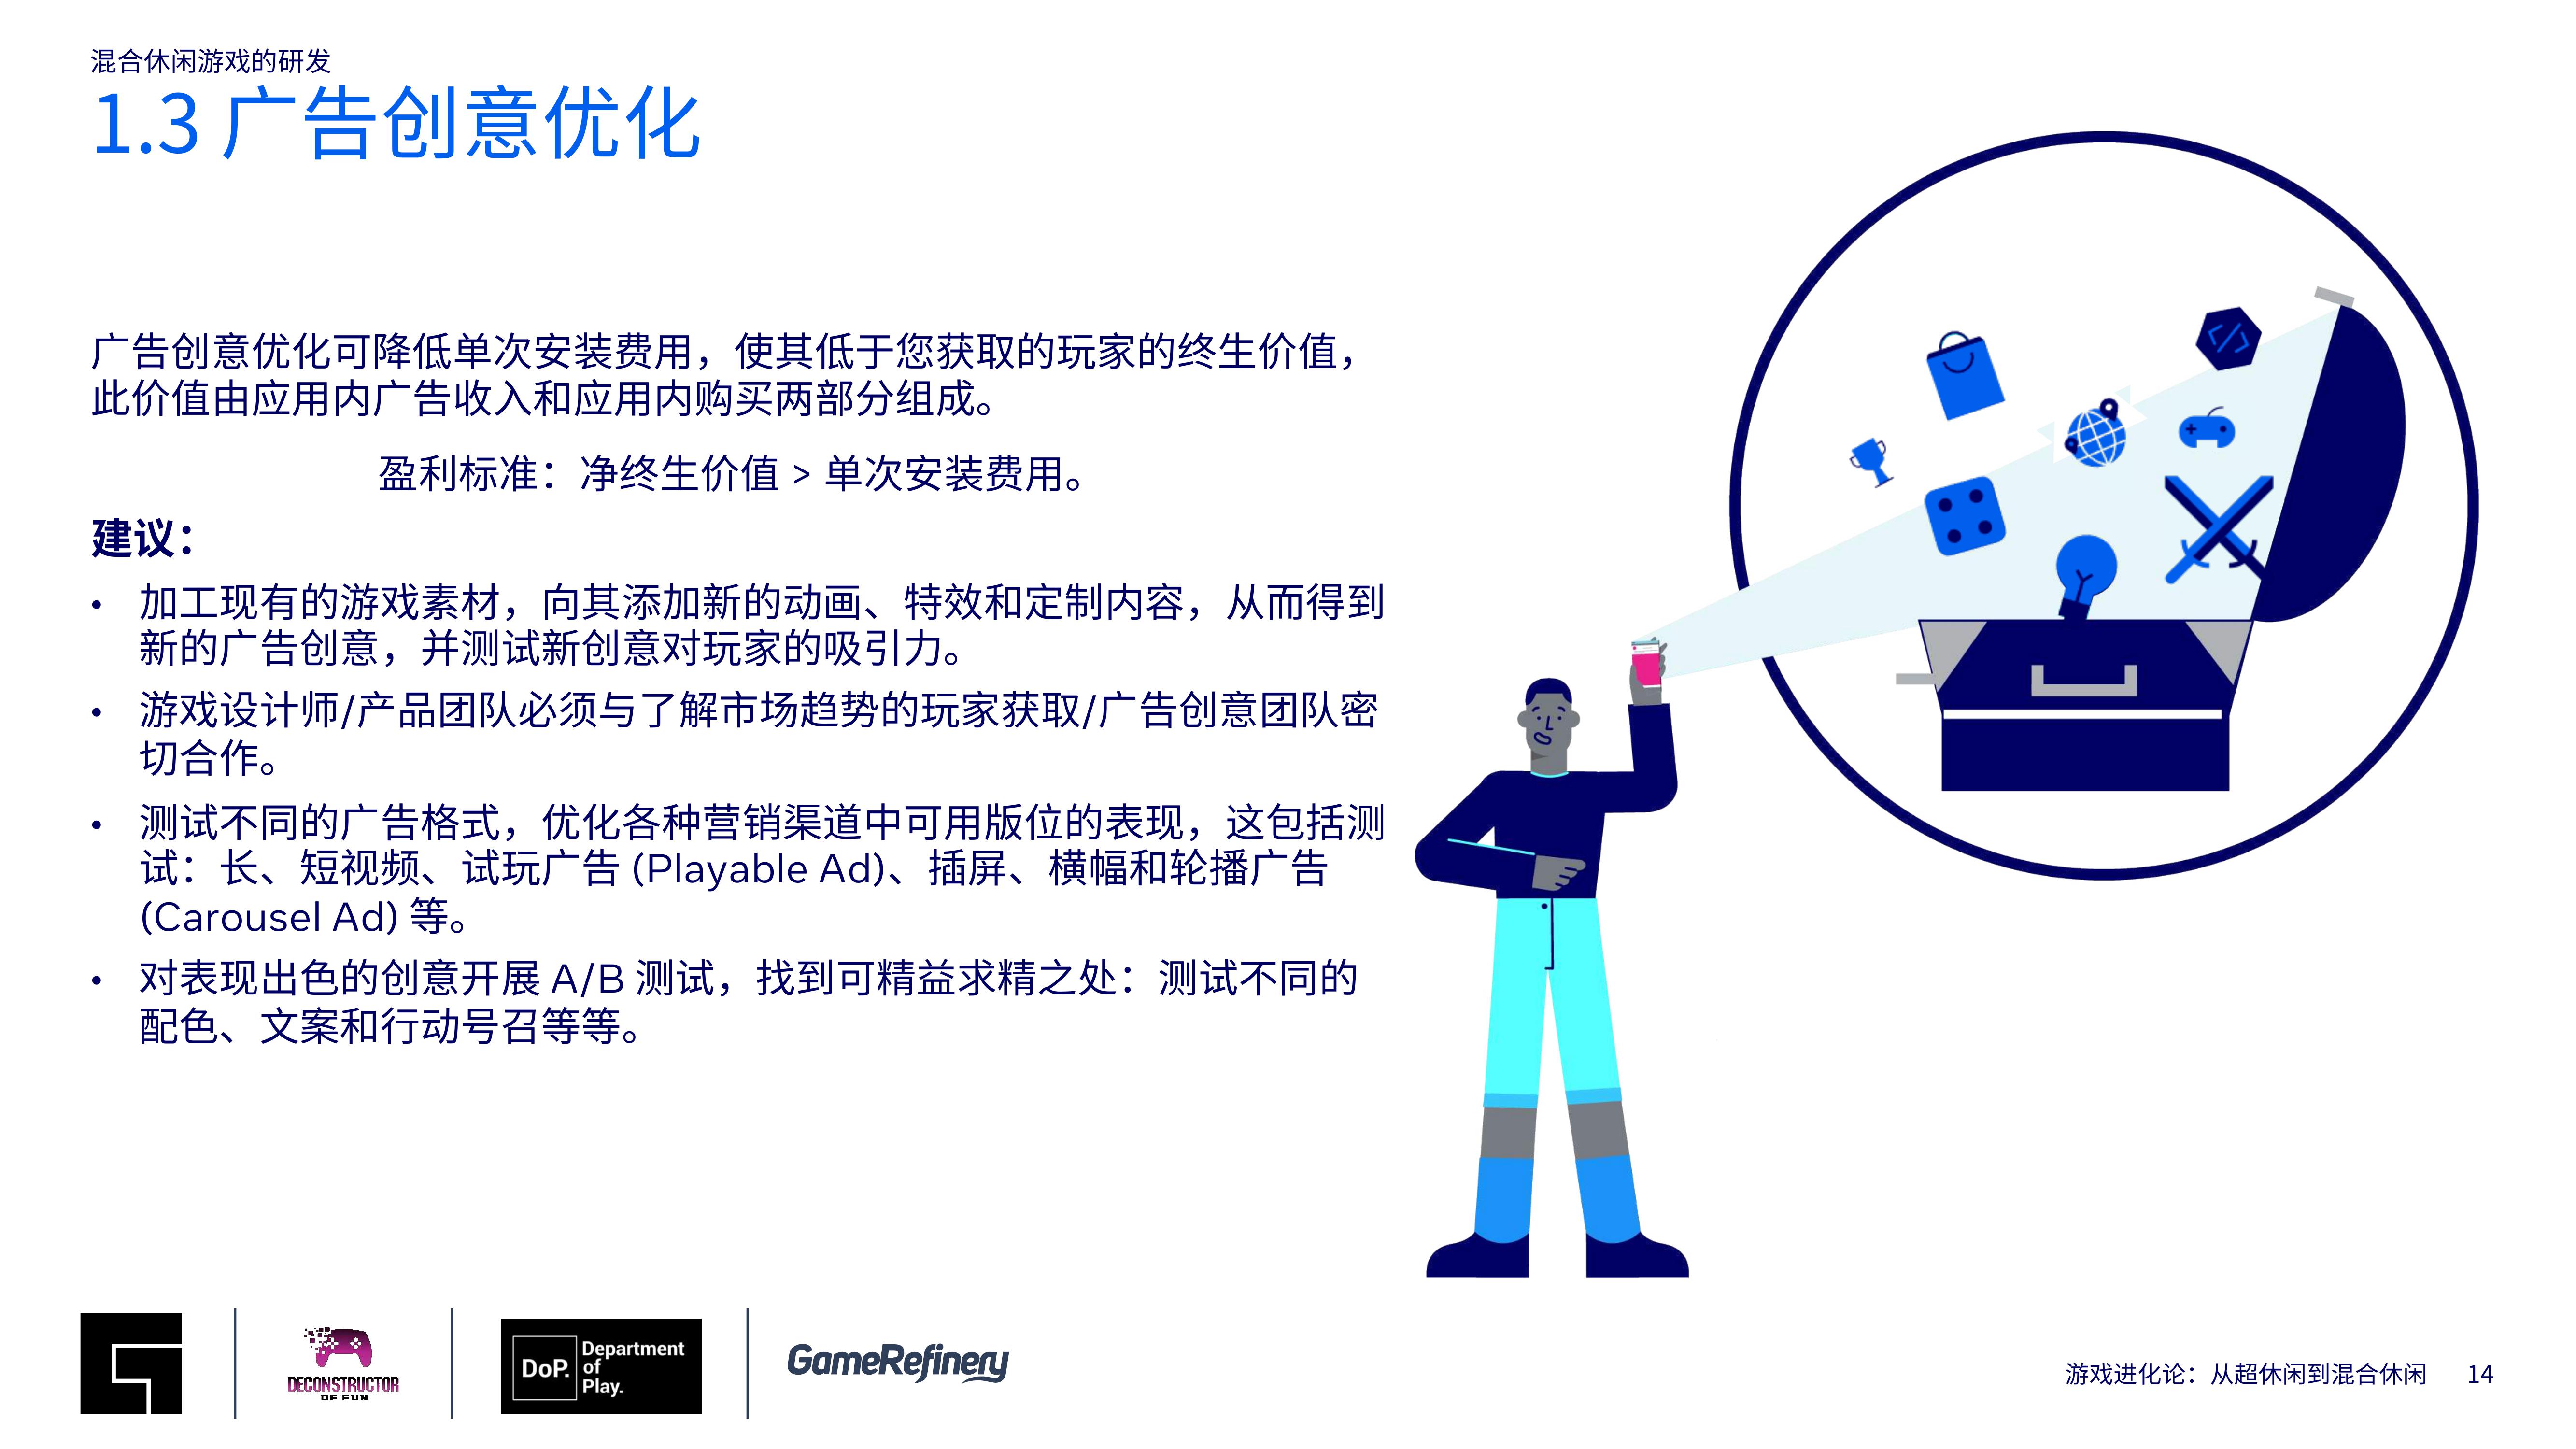 混合休闲游戏的研发
1.3 广告创意优化
广告创意优化可降低单次安装费用，使其低于您获取的玩家的终生价值，
此价值由应用内广告收入和应用内购买两部分组成。
盈利标准：净终生价值 > 单次安装费用。
建议：
• 加工现有的游戏素材，向其添加新的动画、特效和定制内容，从而得到
新的广告创意，并测试新创意对玩家的吸引力。
• 游戏设计师/产品团队必须与了解市场趋势的玩家获取/广告创意团队密
切合作。
• 测试不同的广告格式，优化各种营销渠道中可用版位的表现，这包括测
试：长、短视频、试玩广告 (Playable Ad)、插屏、横幅和轮播广告
(Carousel Ad) 等。
• 对表现出色的创意开展 A/B 测试，找到可精益求精之处：测试不同的
配色、文案和行动号召等等。
</>
DECONSTRUCTOR
OF FUN
DoP.
Department
of
Play.
GameRefinery
游戏进化论：从超休闲到混合休闲 14